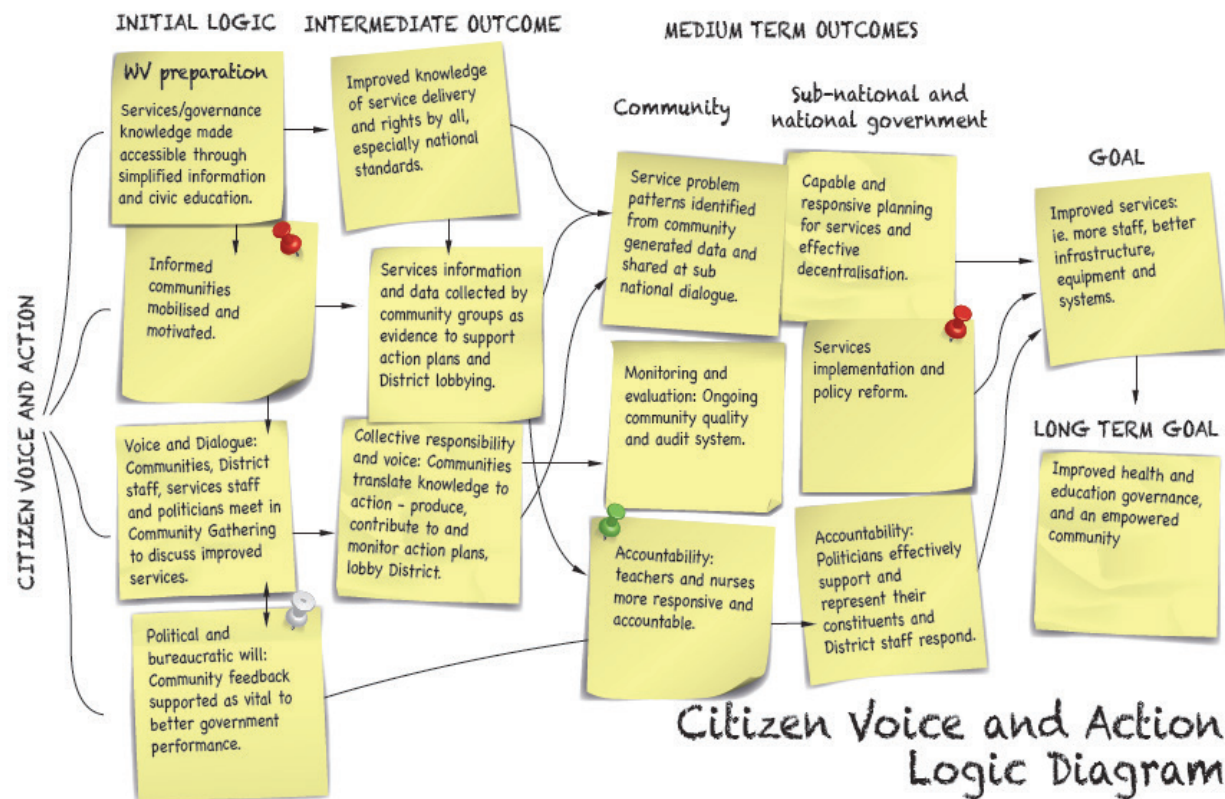 INITIAL LOGIC
INTERMEDIATE OUTCOME
MEDIUM TERM OUTCOMES
Community
Sub-national and
national government
GOAL
LONG TERM GOAL
CITIZEN VOICE AND ACTION
WV preparation
Services/governance
knowledge made
accessible through
simplified information
and civic education.
Informed
communities
mobilised and
motivated.
Voice and Dialogue:
Communities, District
staff, services staff
and politicians meet in
Community Gathering
to discuss improved
services.
Political and
bureaucratic will:
Community feedback
supported as vital to
better government
performance.
Improved knowledge
of service delivery
and rights by all,
especially national
standards.
Services information
and data collected by
community groups as
evidence to support
action plans and
District lobbying.
Collective responsibility
and voice: Communities
translate knowledge to
action - produce,
contribute to and
monitor action plans,
lobby District.
Service problem
patterns identified
from community
generated data and
shared at sub
national dialogue.
Monitoring and
evaluation: Ongoing
community quality
and audit system.
Accountability:
teachers and nurses
more responsive and
accountable.
Capable and
responsive planning
for services and
effective
decentralisation.
Services
implementation and
policy reform.
Accountability:
Politicians effectively
support and
represent their
constituents and
District staff respond.
Improved services:
ie. more staff, better
infrastructure,
equipment and
systems.
Improved health and
education governance,
and an empowered
community
Citizen Voice and Action
Logic Diagram